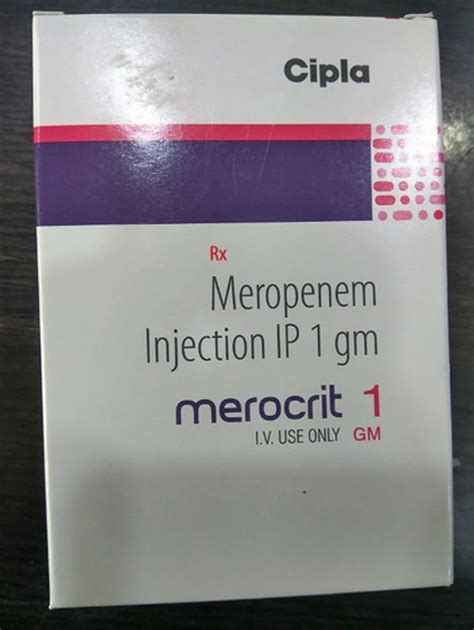 Cipla
Rx
Meropenem
Injection IP 1 gm
merocrit 1
I.V. USE ONLY GM